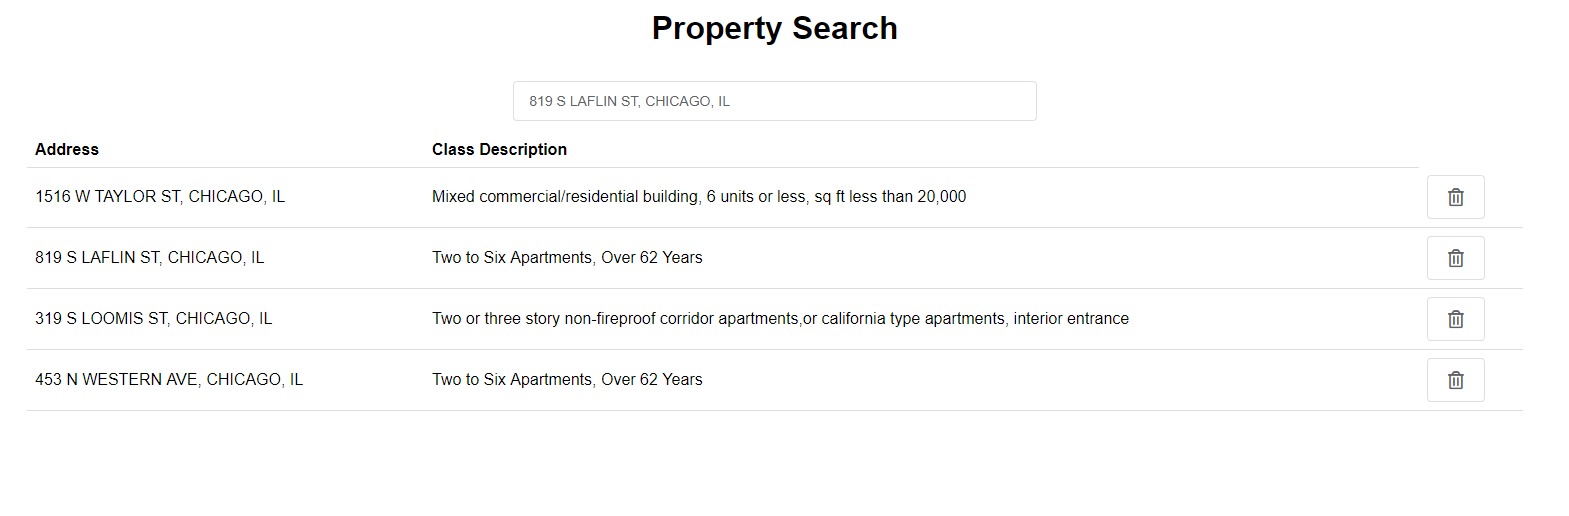 Property Search
819 S LAFLIN ST, CHICAGO, IL
Address Class Description
1516 W TAYLOR ST, CHICAGO, IL Mixed commercial/residential building, 6 units or less, sq ft less than 20,000
819 S LAFLIN ST, CHICAGO, IL Two to Six Apartments, Over 62 Years
319 S LOOMIS ST, CHICAGO, IL Two or three story non-fireproof corridor apartments,or california type apartments, interior entrance
453 N WESTERN AVE, CHICAGO, IL Two to Six Apartments, Over 62 Years